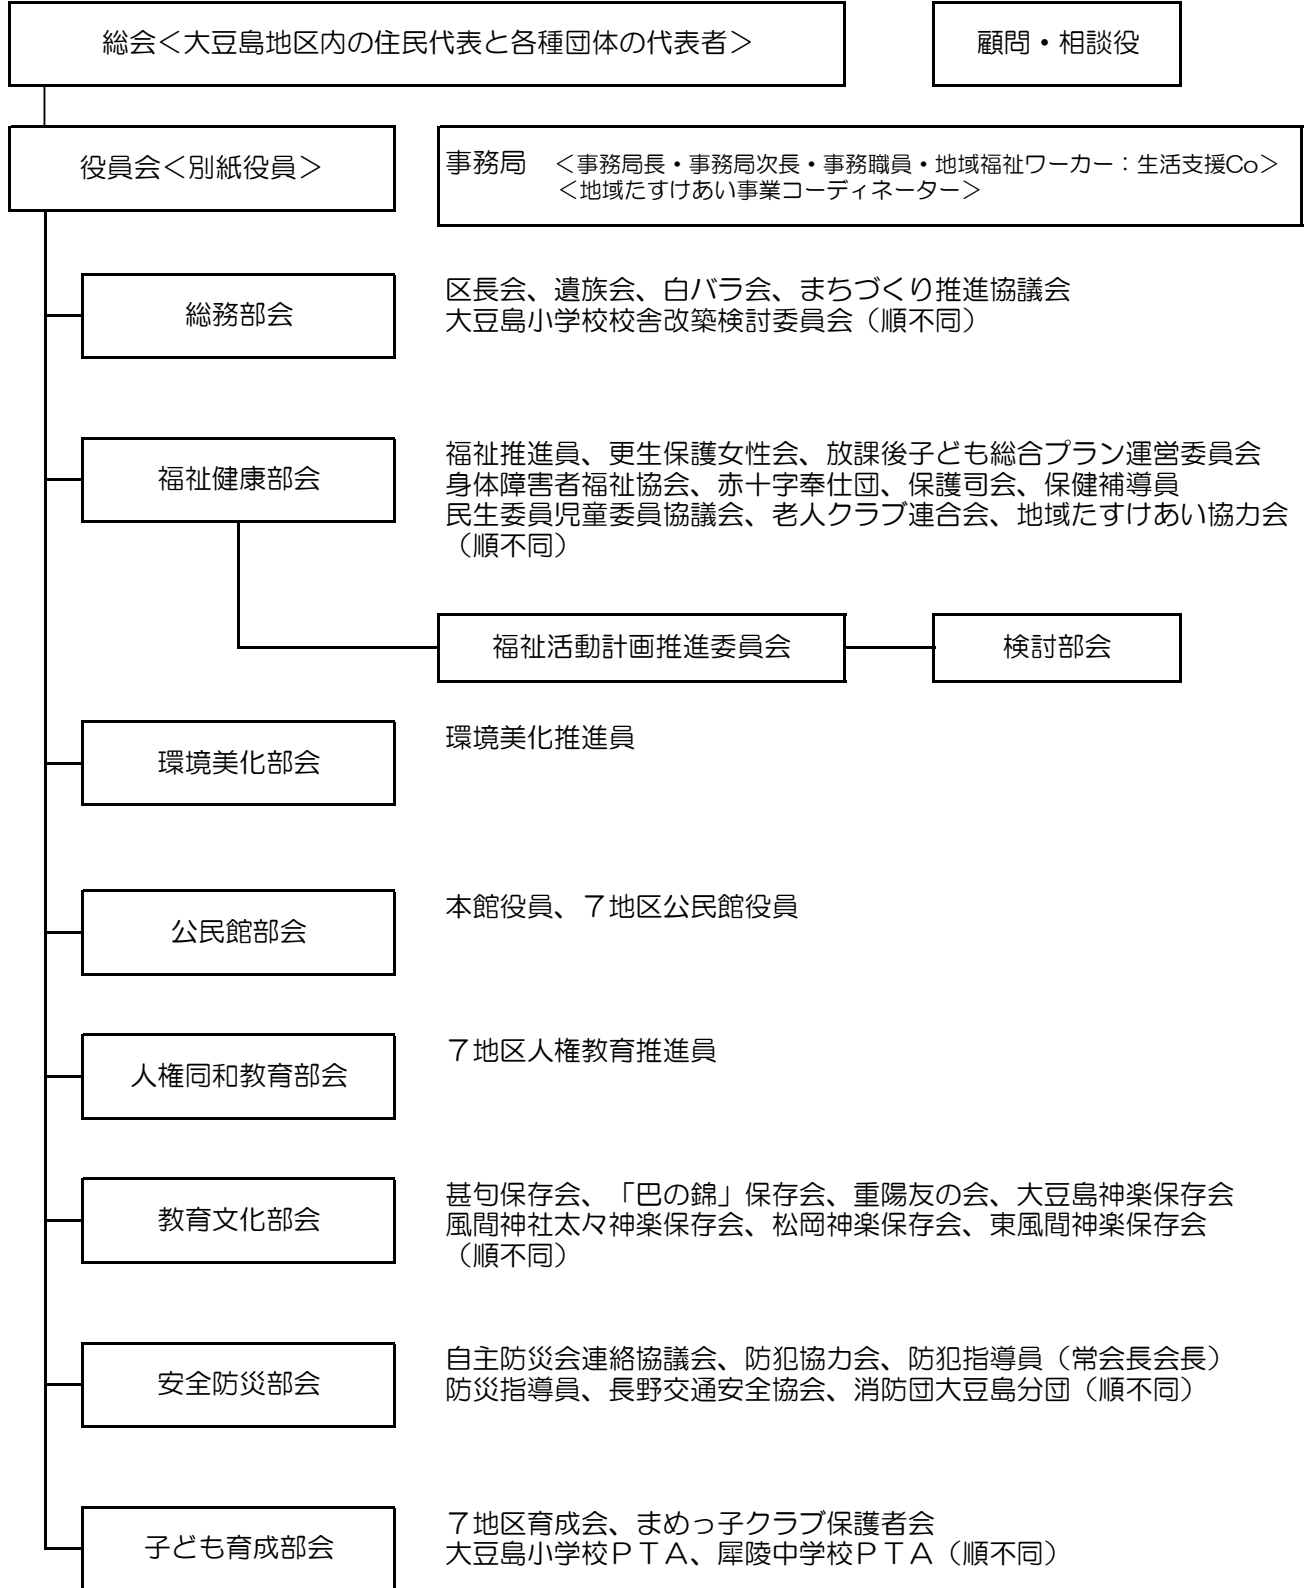 総会＜大豆島地区内の住民代表と各種団体の代表者＞
顧問・相談役
役員会＜別紙役員＞
事務局　＜事務局長・事務局次長・事務職員・地域福祉ワーカー：生活支援Co＞
＜地域たすけあい事業コーディネーター＞
総務部会
区長会、遺族会、白バラ会、まちづくり推進協議会
大豆島小学校校舎改築検討委員会（順不同）
福祉健康部会
福祉推進員、更生保護女性会、放課後子ども総合プラン運営委員会
身体障害者福祉協会、赤十字奉仕団、保護司会、保健補導員
民生委員児童委員協議会、老人クラブ連合会、地域たすけあい協力会
（順不同）
福祉活動計画推進委員会
検討部会
環境美化部会
環境美化推進員
公民館部会
本館役員、７地区公民館役員
人権同和教育部会
７地区人権教育推進員
教育文化部会
甚句保存会、「巴の錦」保存会、重陽友の会、大豆島神楽保存会
風間神社太々神楽保存会、松岡神楽保存会、東風間神楽保存会
（順不同）
安全防災部会
自主防災会連絡協議会、防犯協力会、防犯指導員（常会長会長）
防災指導員、長野交通安全協会、消防団大豆島分団（順不同）
子ども育成部会
７地区育成会、まめっ子クラブ保護者会
大豆島小学校ＰＴＡ、犀陵中学校ＰＴＡ（順不同）